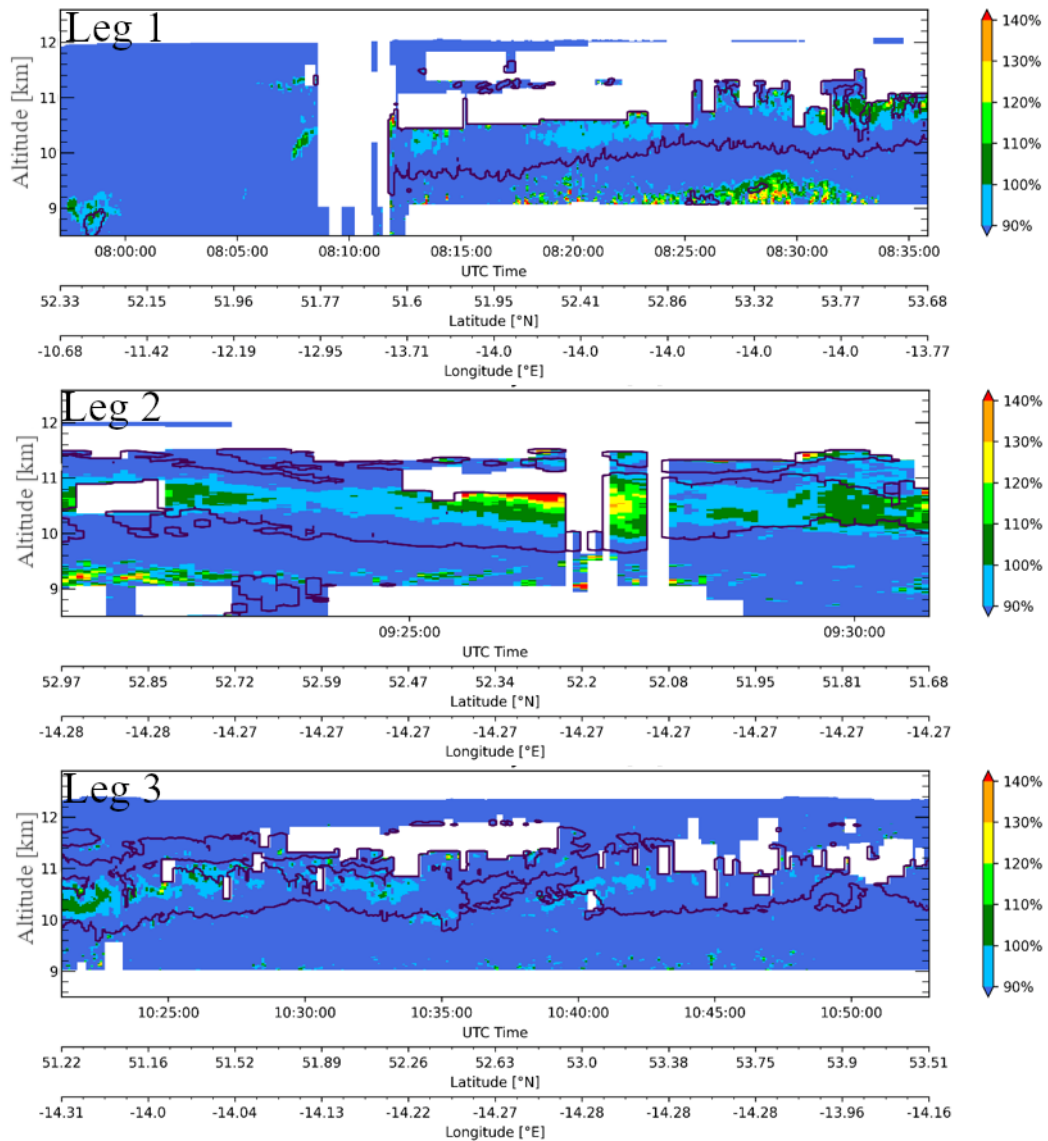 Leg 1
Altitude [km]
12
11
10
9
140%
130%
120%
110%
100%
90%
08:00:00 08:05:00 08:10:00 08:15:00 08:20:00 08:25:00 08:30:00 08:35:00
UTC Time
52.33 52.15 51.96 51.77 51.6 51.95 52.41 52.86 53.32 53.77 53.68
Latitude [°N]
-10.68 -11.42 -12.19 -12.95 -13.71 -14.0 -14.0 -14.0 -14.0 -14.0 -13.77
Longitude [°E]
Leg 2
Altitude [km]
12
11
10
9
140%
130%
120%
110%
100%
90%
09:25:00 09:30:00
UTC Time
52.97 52.85 52.72 52.59 52.47 52.34 52.2 52.08 51.95 51.81 51.68
Latitude [°N]
-14.28 -14.28 -14.27 -14.27 -14.27 -14.27 -14.27 -14.27 -14.27 -14.27 -14.27
Longitude [°E]
Leg 3
Altitude [km]
12
11
10
9
140%
130%
120%
110%
100%
90%
10:25:00 10:30:00 10:35:00 10:40:00 10:45:00 10:50:00
UTC Time
51.22 51.16 51.52 51.89 52.26 52.63 53.0 53.38 53.75 53.9 53.51
Latitude [°N]
-14.31 -14.0 -14.04 -14.13 -14.22 -14.27 -14.28 -14.28 -14.28 -13.96 -14.16
Longitude [°E]